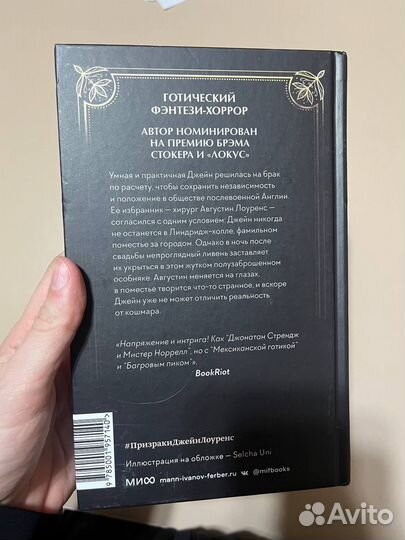 ГОТИЧЕСКИЙ
ФЭНТЕЗИ-ХОРРОР
АВТОР НОМИНИРОВАН
НА ПРЕМИЮ БРЭМА
СТОКЕРА И «ЛОКУС»
Умная и практичная Джейн решилась на брак
по расчету, чтобы сохранить независимость
и положение в обществе послевоенной Англии.
Ее избранник — хирург Августин Лоуренс —
согласился с одним условием: Джейн никогда
не останется в Линдридж-холле, фамильном
поместье за городом. Однако в ночь после
свадьбы непроглядный ливень заставляет
их укрыться в этом жутком полузаброшенном
особняке. Августин меняется на глазах,
в поместье творится что-то странное, и вскоре
Джейн уже не может отличить реальность
от кошмара.
«Напряжение и интрига! Как "Джонатан Стрендж
и Мистер Норрелл", но с "Мексиканской готикой"
и "Багровым пиком"».
BookRiot
#ПризракиДжейнЛоуренс
Иллюстрация на обложке — Selcha Uni
МИФ mann-ivanov-ferber.ru @mifbooks
9 785001 957140 >
Avito